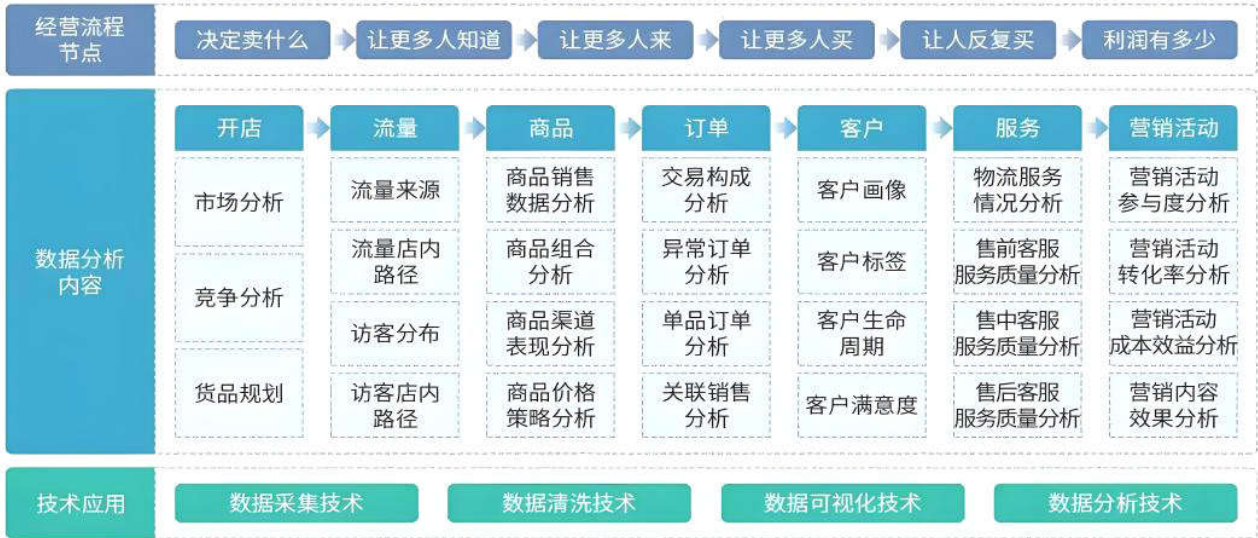 经营流程
节点
决定卖什么
让更多人知道
让更多人来
让更多人买
让人反复买
利润有多少
数据分析
内容
开店
市场分析
竞争分析
货品规划
流量
流量来源
流量店内
路径
访客分布
访客店内
路径
商品
商品销售
数据分析
商品组合
分析
商品渠道
表现分析
商品价格
策略分析
订单
交易构成
分析
异常订单
分析
单品订单
分析
关联销售
分析
客户
客户画像
客户标签
客户生命
周期
客户满意度
服务
物流服务
情况分析
售前客服
服务质量分析
售中客服
服务质量分析
售后客服
服务质量分析
营销活动
营销活动
参与度分析
营销活动
转化率分析
营销活动
成本效益分析
营销内容
效果分析
技术应用
数据采集技术
数据清洗技术
数据可视化技术
数据分析技术